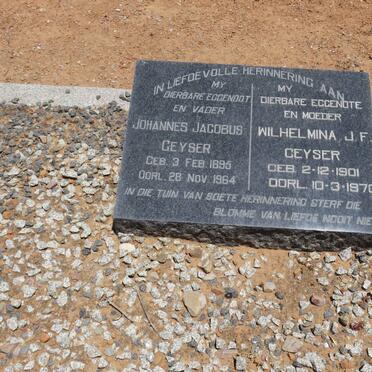 IN LIEFDEVOLLE HERINNERING AAN
MY
DIERBARE EGGENOOT
EN VADER
JOHANNES JACOBUS
GEYSER
GEB. 3 FEB. 1895
OORL. 28 NOV. 1964
MY
DIERBARE EGGENOTE
EN MOEDER
WILHELMINA. J. F.
GEYSER
GEB. 2-12-1901
OORL. 10-3-1970
IN DIE TUIN VAN SOETE HERINNERING STERF DIE
BLOMME VAN LIEFDE NOOIT NIE